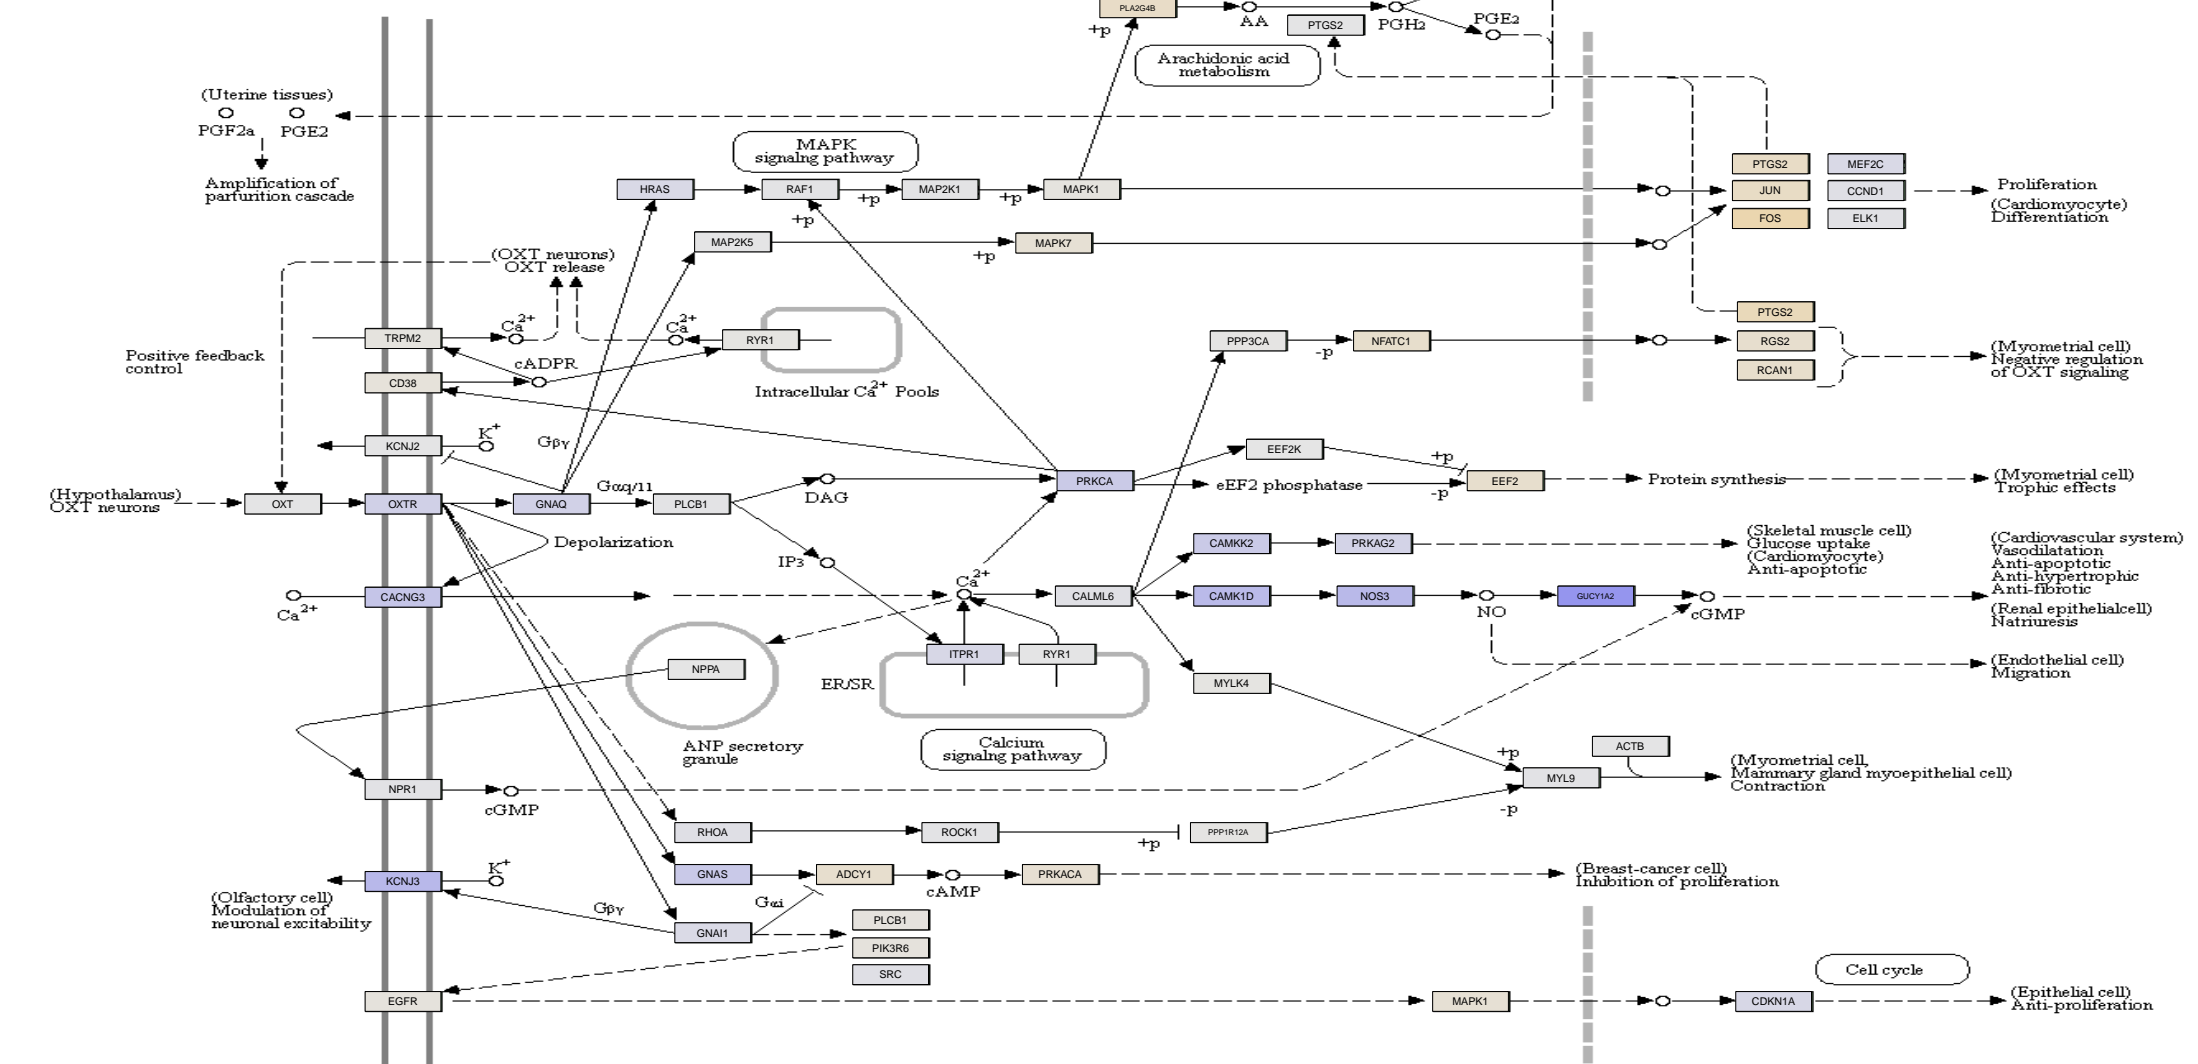 PLA2G4B
+p
AA
PTGS2
PGH2
PGE2
Arachidonic acid
metabolism
(Uterine tissues)
PGF2a
PGE2
Amplification of
parturition cascade
MAPK
signalng pathway
HRAS
RAF1
MAP2K1
MAPK1
+p
+p
+p
PTGS2
MEF2C
JUN
CCND1
FOS
ELK1
Proliferation
(Cardiomyocyte)
Differentiation
MAP2K5
MAPK7
+p
(OXT neurons)
OXT release
TRPM2
Ca2+
Ca2+
RYR1
cADPR
CD38
Intracellular Ca2+ Pools
Positive feedback
control
PPP3CA
-p
NFATC1
PTGS2
RGS2
RCAN1
(Myometrial cell)
Negative regulation
of OXT signaling
KCNJ2
K+
Gβγ
EEF2K
+p
(Hypothalamus)
OXT neurons
OXT
OXTR
GNAQ
Gαq/11
PLCB1
DAG
PRKCA
eEF2 phosphatase
-p
EEF2
Protein synthesis
(Myometrial cell)
Trophic effects
Depolarization
IP3
CAMKK2
PRKAG2
(Skeletal muscle cell)
Glucose uptake
(Cardiomyocyte)
Anti-apoptotic
(Cardiovascular system)
Vasodilatation
Anti-apoptotic
Anti-hypertrophic
Anti-fibrotic
(Renal epithelialcell)
Natriuresis
Ca2+
CACNG3
Ca2+
CALML6
CAMK1D
NOS3
NO
GUCY1A2
cGMP
(Endothelial cell)
Migration
NPPA
ITPR1
RYR1
ER/SR
MYLK4
ANP secretory
granule
Calcium
signalng pathway
+p
ACTB
MYL9
(Myometrial cell,
Mammary gland myoepithelial cell)
Contraction
-p
NPR1
cGMP
RHOA
ROCK1
+p
PPP1R12A
KCNJ3
K+
GNAS
ADCY1
cAMP
PRKACA
(Breast-cancer cell)
Inhibition of proliferation
(Olfactory cell)
Modulation of
neuronal excitability
Gβγ
Gαi
GNAI1
PLCB1
PIK3R6
SRC
EGFR
MAPK1
CDKN1A
Cell cycle
(Epithelial cell)
Anti-proliferation